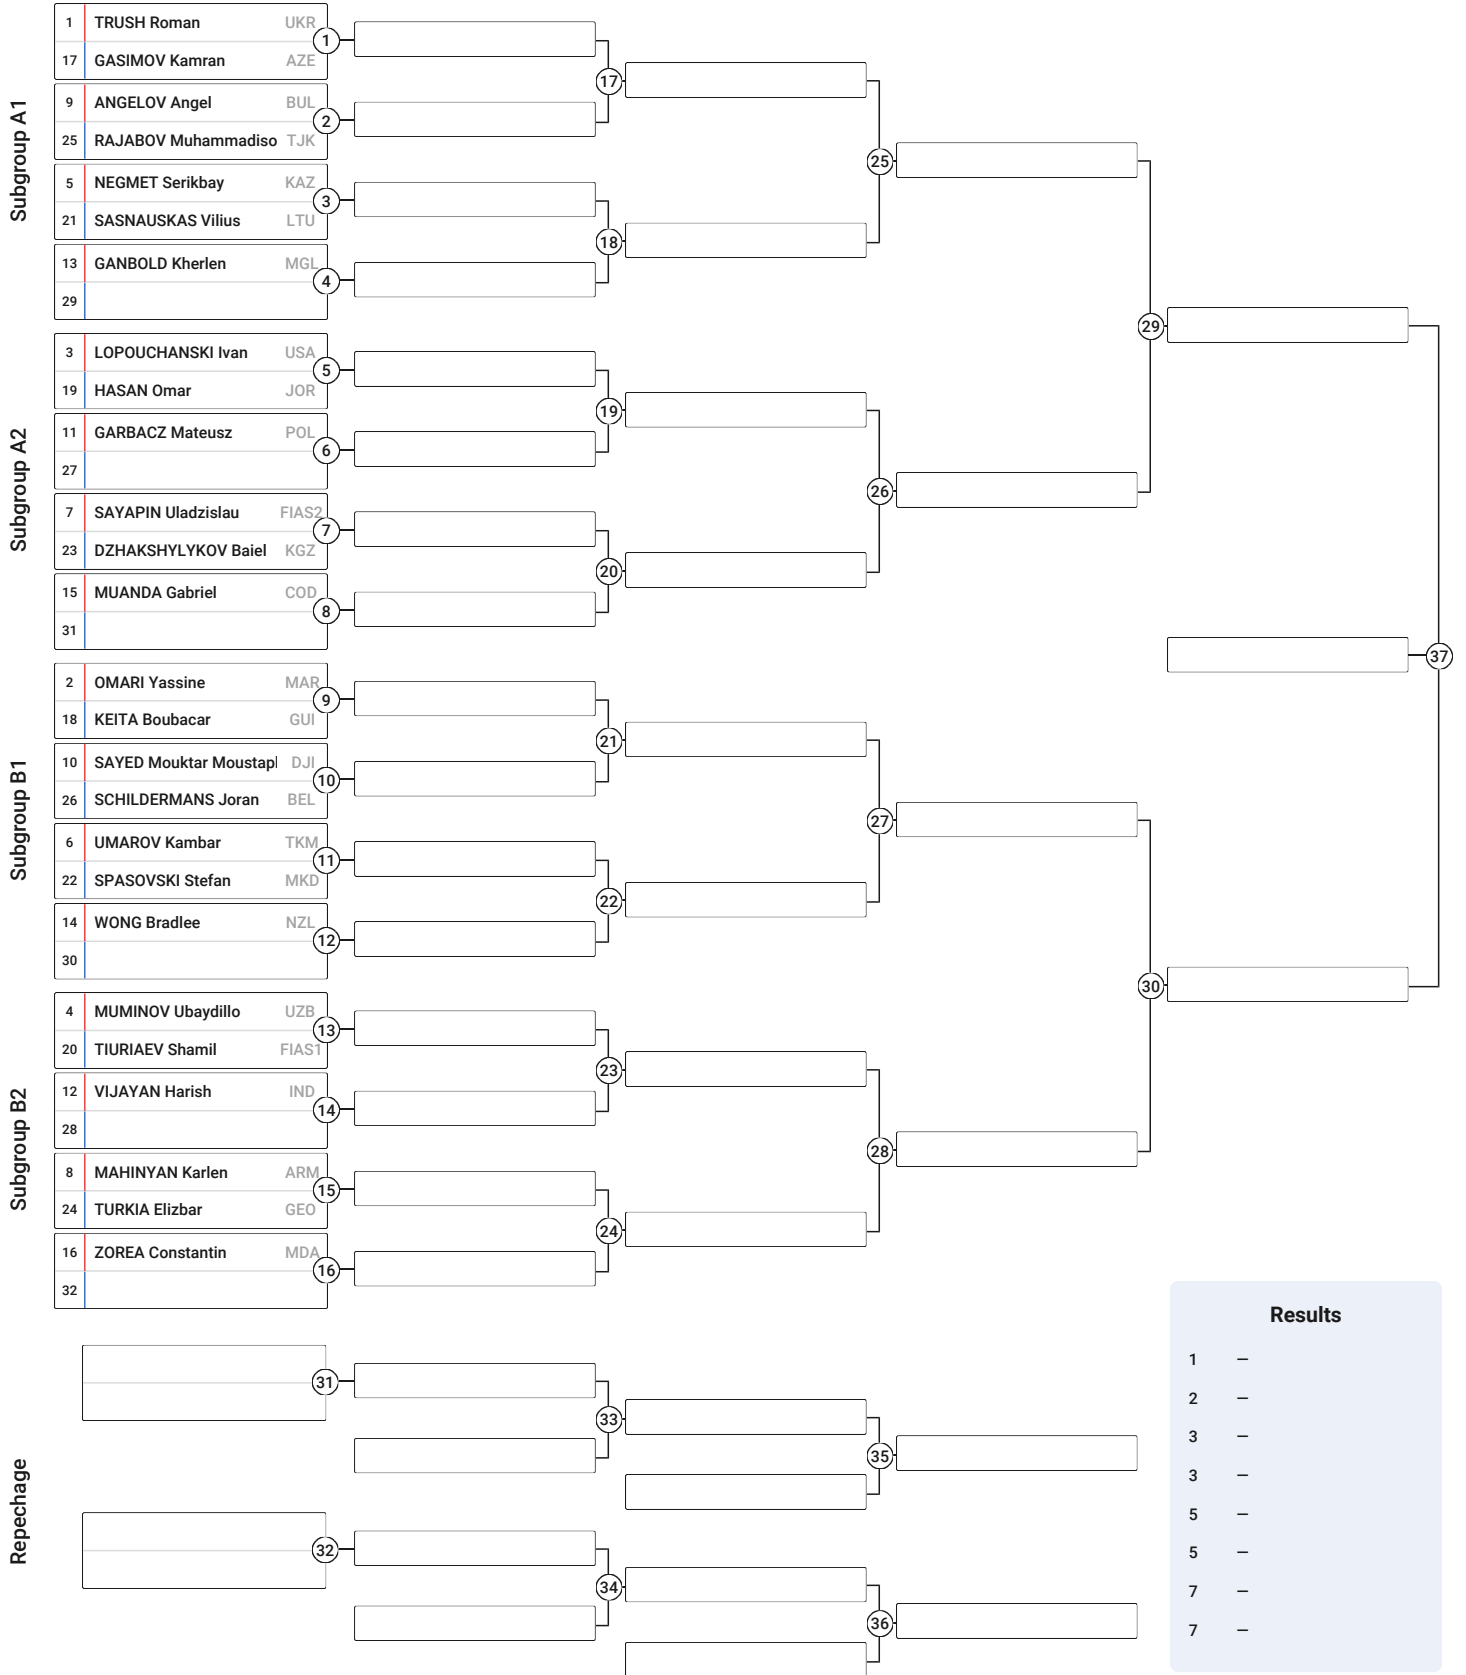 Subgroup A1
1 TRUSH Roman UKR
17 GASIMOV Kamran AZE
1
9 ANGELOV Angel BUL
25 RAJABOV Muhammadiso TJK
2
5 NEGMET Serikbay KAZ
21 SASNAUSKAS Vilius LTU
3
13 GANBOLD Kherlen MGL
29
4
17
18
25
Subgroup A2
3 LOPOUCHANSKI Ivan USA
19 HASAN Omar JOR
5
11 GARBACZ Mateusz POL
27
6
7 SAYAPIN Uladzislau FIAS2
23 DZHAKSHYLYKOV Baiel KGZ
7
15 MUANDA Gabriel COD
31
8
19
20
26
29
Subgroup B1
2 OMARI Yassine MAR
18 KEITA Boubacar GUI
9
10 SAYED Mouktar Moustapl DJI
26 SCHILDERMANS Joran BEL
10
6 UMAROV Kambar TKM
22 SPASOVSKI Stefan MKD
11
14 WONG Bradlee NZL
30
12
21
22
27
Subgroup B2
4 MUMINOV Ubaydillo UZB
20 TIURIAEV Shamil FIAS1
13
12 VIJAYAN Harish IND
28
14
8 MAHINYAN Karlen ARM
24 TURKIA Elizbar GEO
15
16 ZOREA Constantin MDA
32
16
23
24
28
30
37
Repechage
31
33
35
32
34
36
Results
1 –
2 –
3 –
3 –
5 –
5 –
7 –
7 –